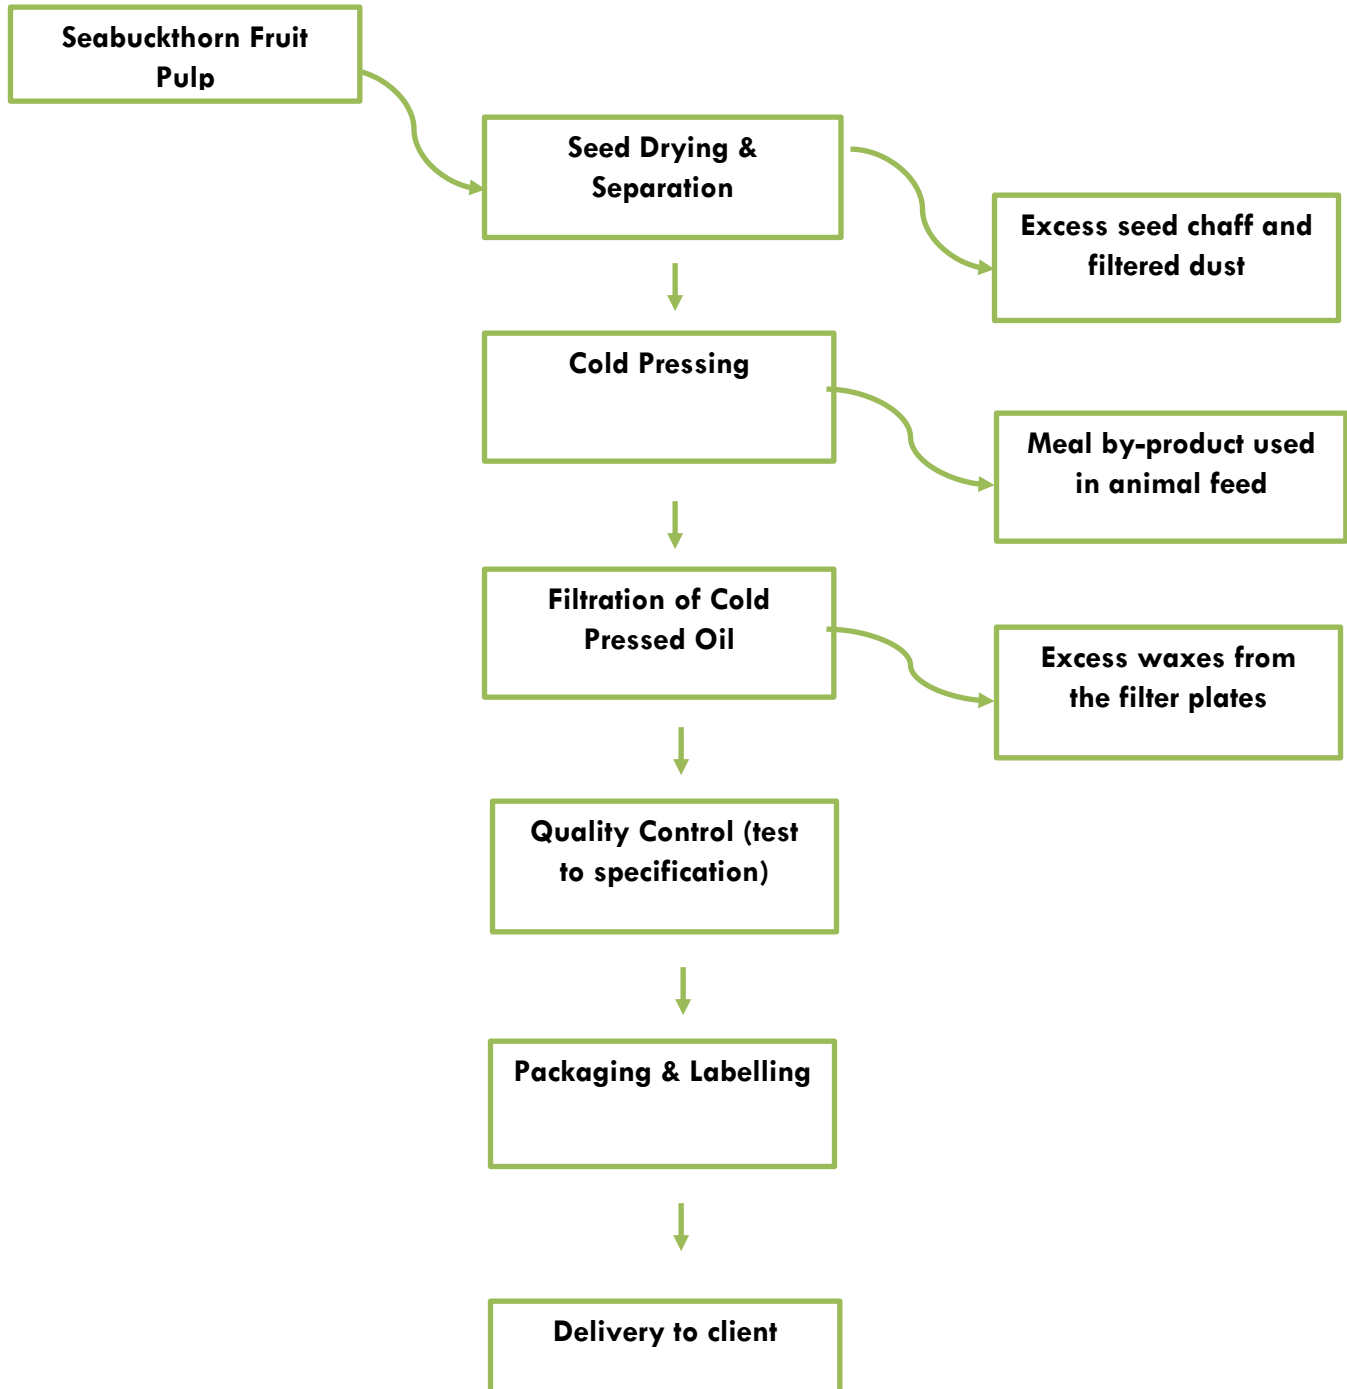 Seabuckthorn Fruit
Pulp
Seed Drying &
Separation
Excess seed chaff and
filtered dust
Cold Pressing
Meal by-product used
in animal feed
Filtration of Cold
Pressed Oil
Excess waxes from
the filter plates
Quality Control (test
to specification)
Packaging & Labelling
Delivery to client